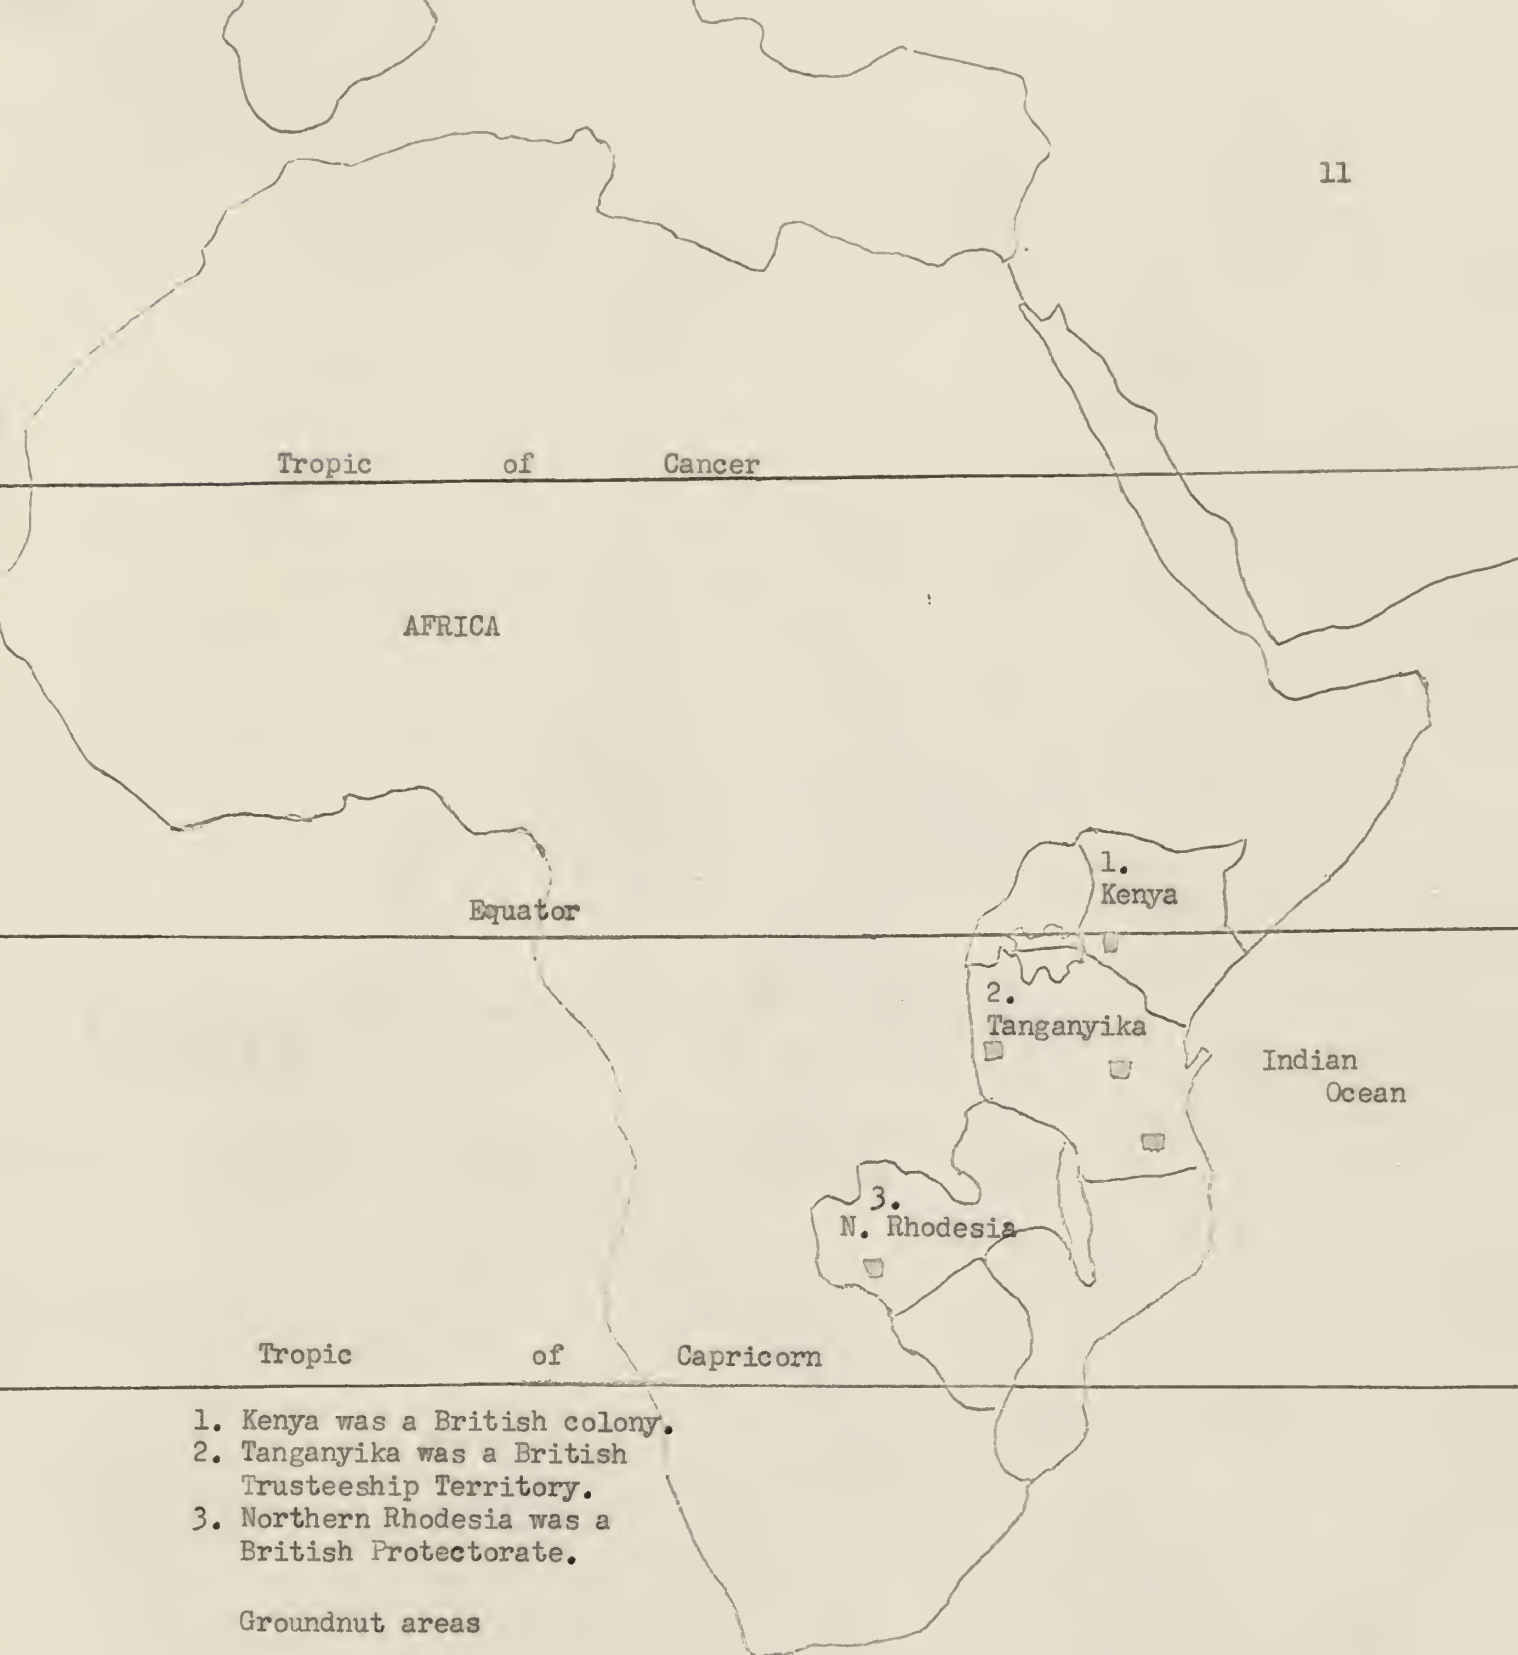 11
Tropic of Cancer
AFRICA
1.
Kenya
Equator
2.
Tanganyika
Indian
Ocean
3.
N. Rhodesia
Tropic of Capricorn
1. Kenya was a British colony.
2. Tanganyika was a British
Trusteeship Territory.
3. Northern Rhodesia was a
British Protectorate.
Groundnut areas